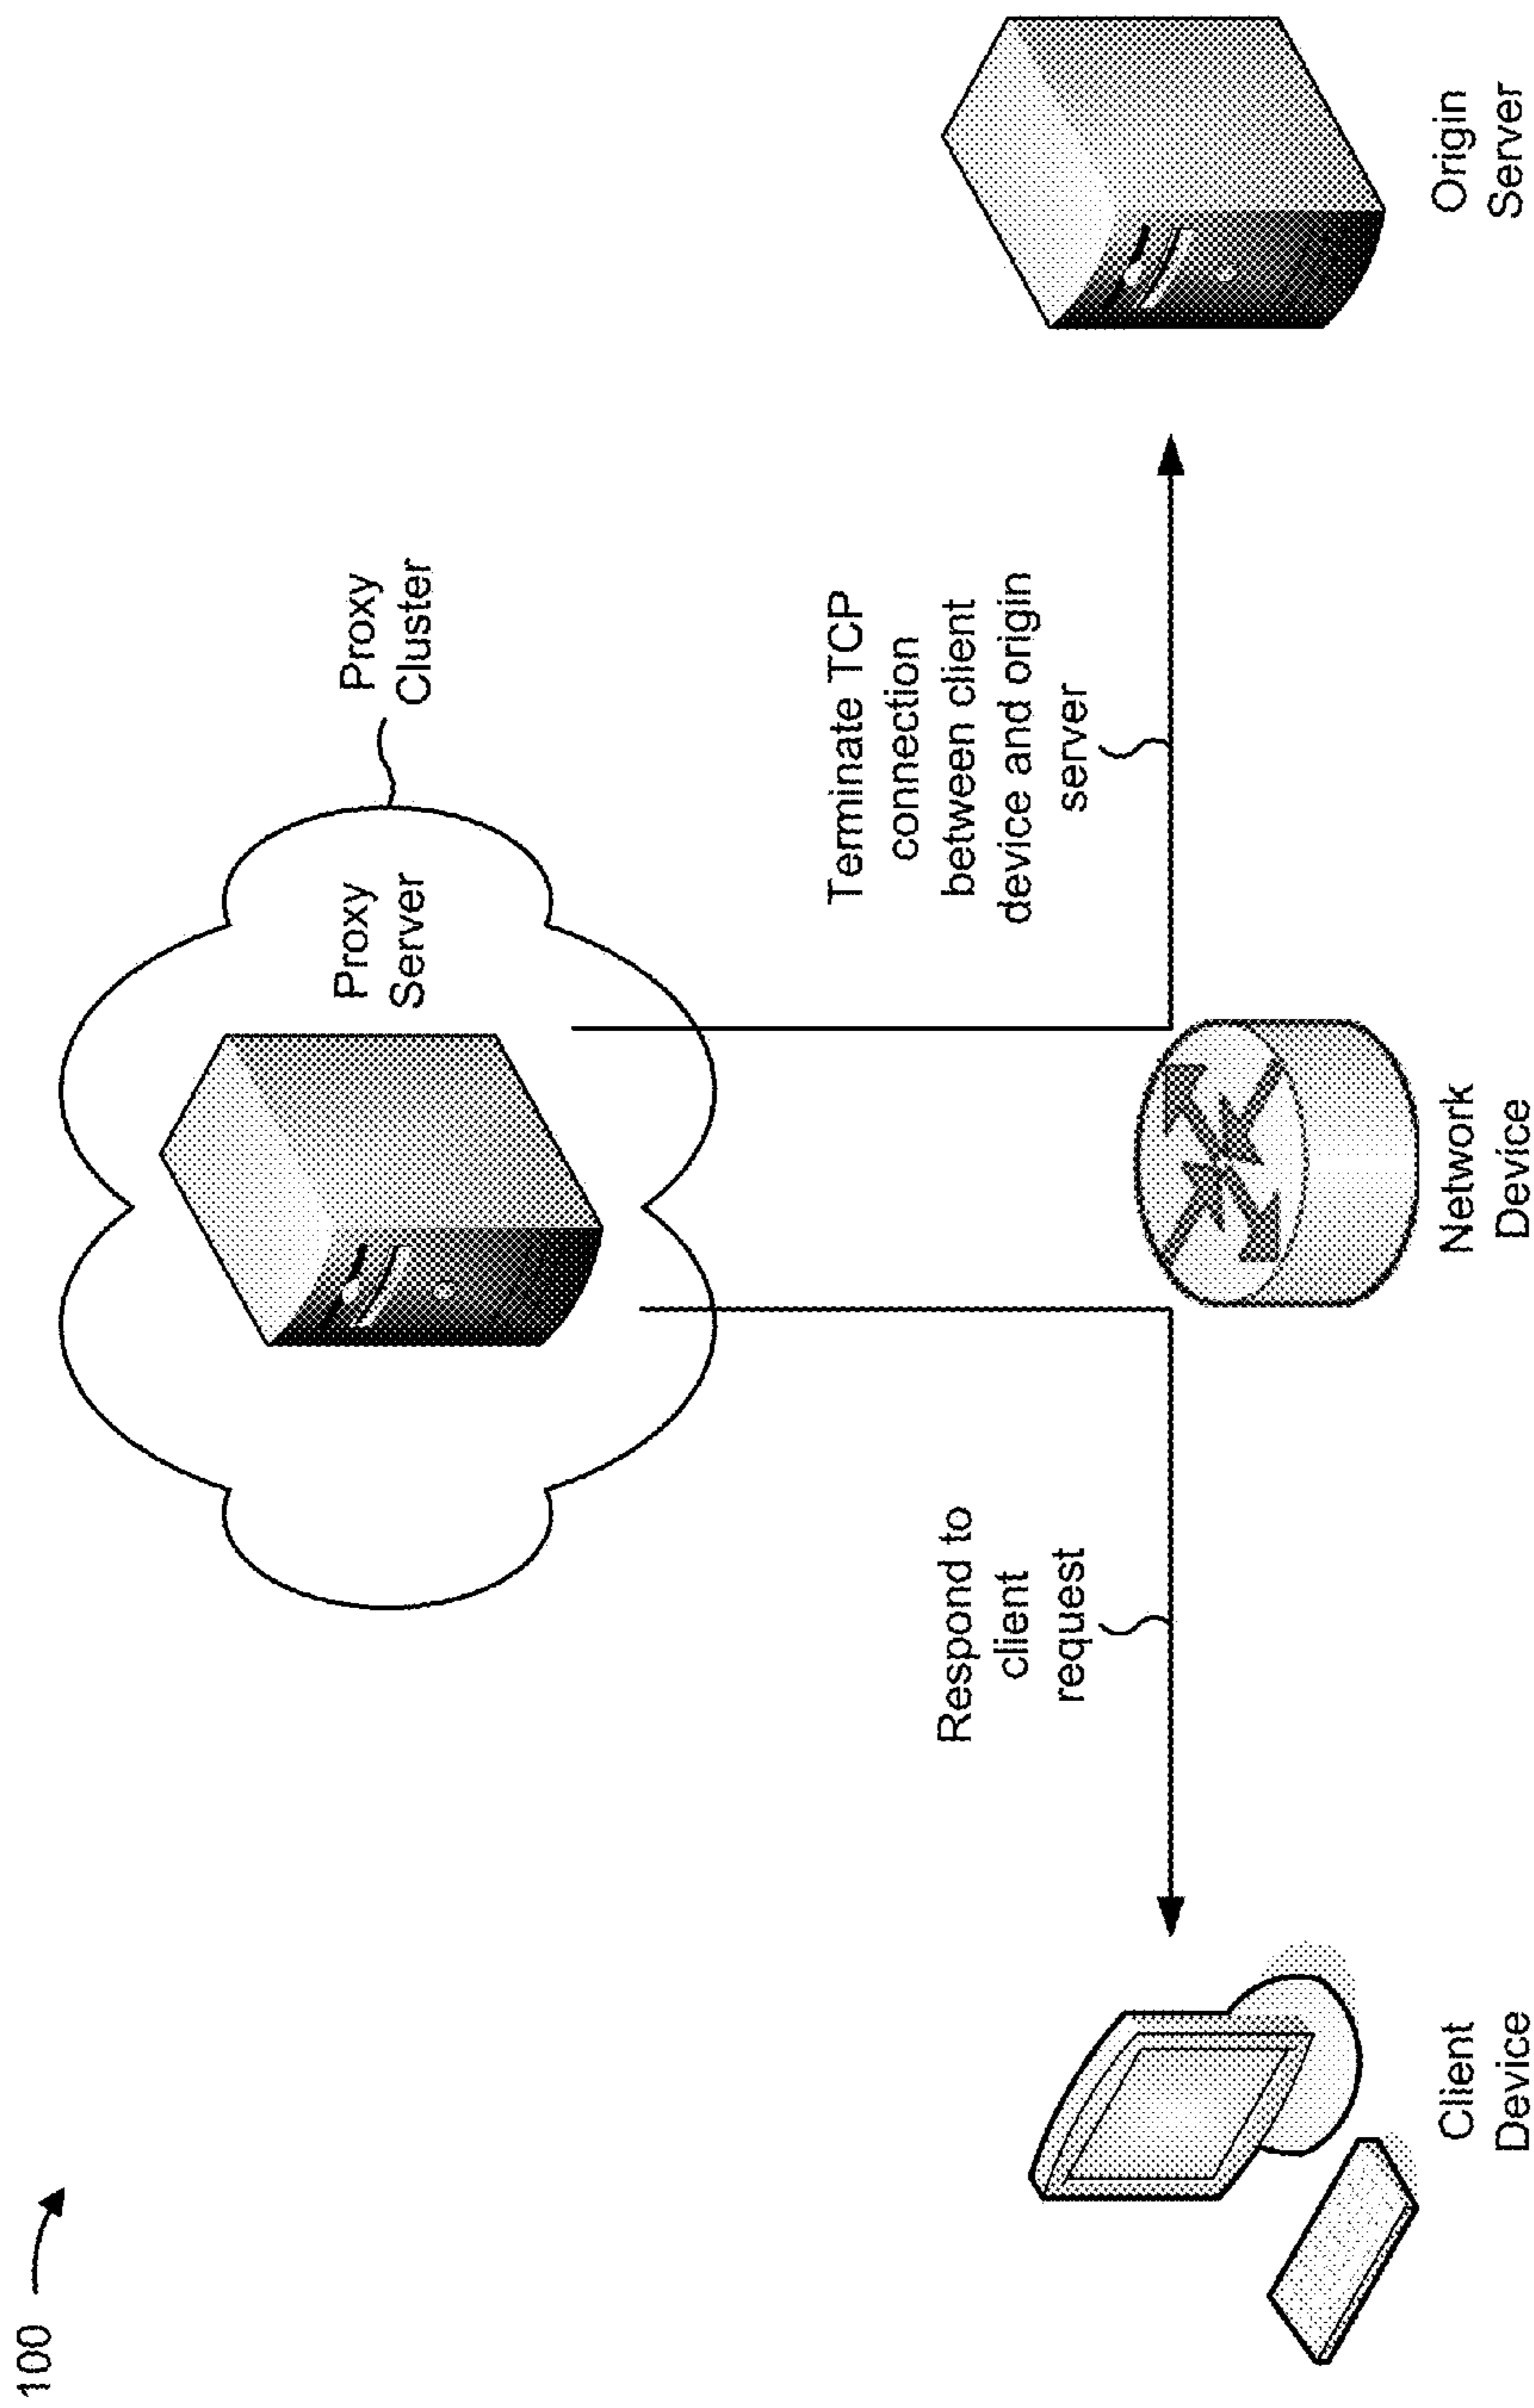 100
Proxy
Cluster
Proxy
Server
Respond to
client
request
Terminate TCP
connection
between client
device and origin
server
Client
Device
Network
Device
Origin
Server